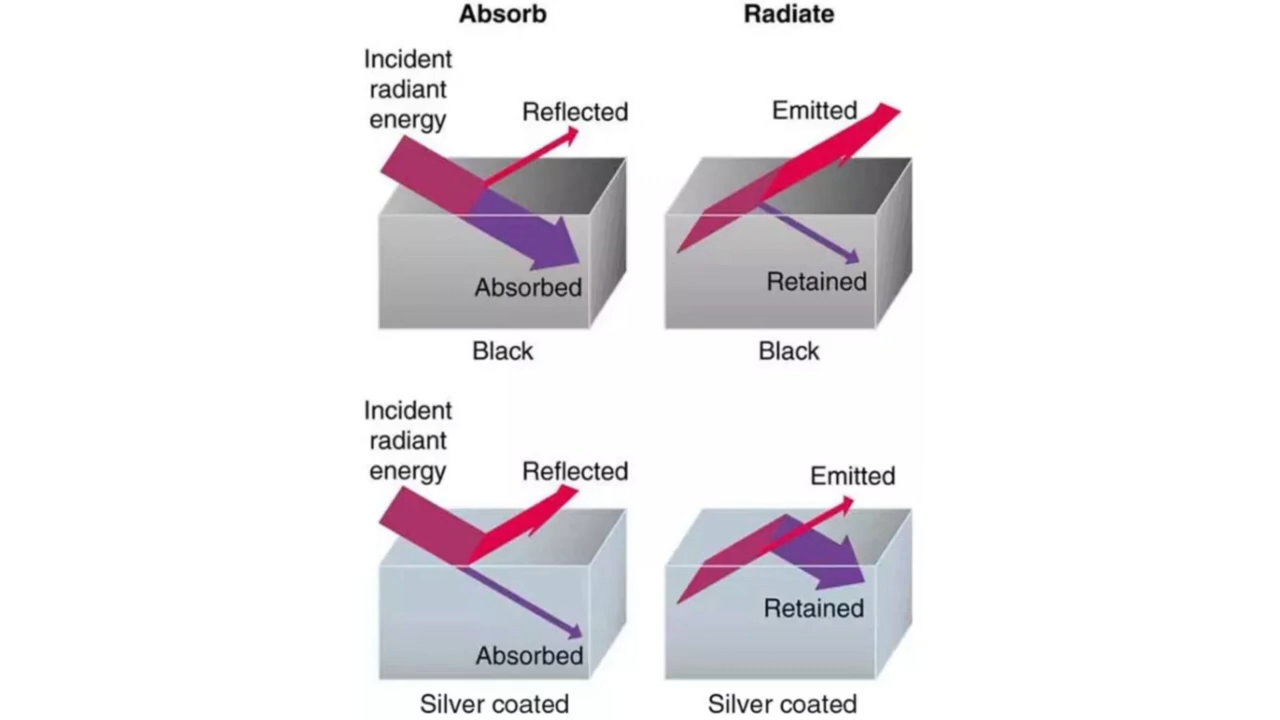 Absorb
Radiate
Incident
radiant
energy
Reflected
Emitted
Absorbed
Retained
Black
Black
Incident
radiant
energy
Reflected
Emitted
Absorbed
Retained
Silver coated
Silver coated